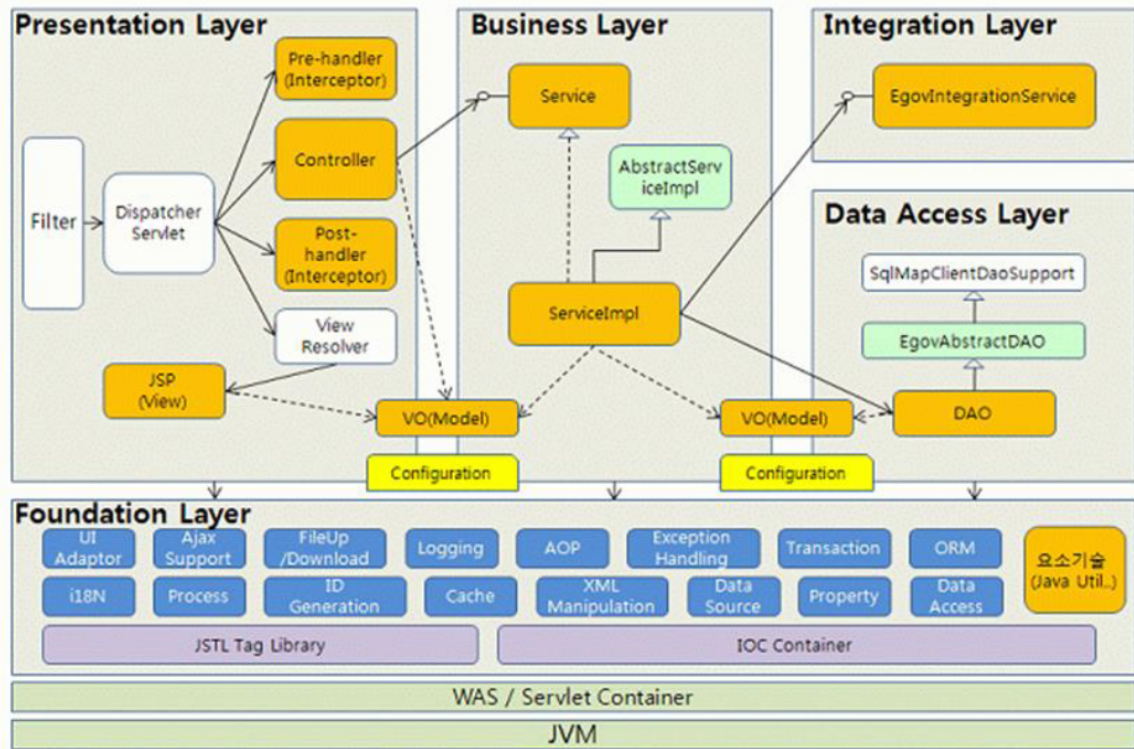 Presentation Layer
Business Layer
Integration Layer
Pre-handler
(Interceptor)
Service
EgovIntegrationService
Controller
AbstractServ
iceImpl
Filter
Dispatcher
Servlet
Data Access Layer
Post-
handler
(Interceptor)
SqlMapClientDaoSupport
ServiceImpl
View
Resolver
EgovAbstractDAO
JSP
(View)
VO(Model)
VO(Model)
DAO
Configuration
Configuration
Foundation Layer
UI
Adaptor
Ajax
Support
FileUp
/Download
Logging
AOP
Exception
Handling
Transaction
ORM
요소기술
(Java Util..)
i18N
Process
ID
Generation
Cache
XML
Manipulation
Data
Source
Property
Data
Access
JSTL Tag Library
IOC Container
WAS / Servlet Container
JVM